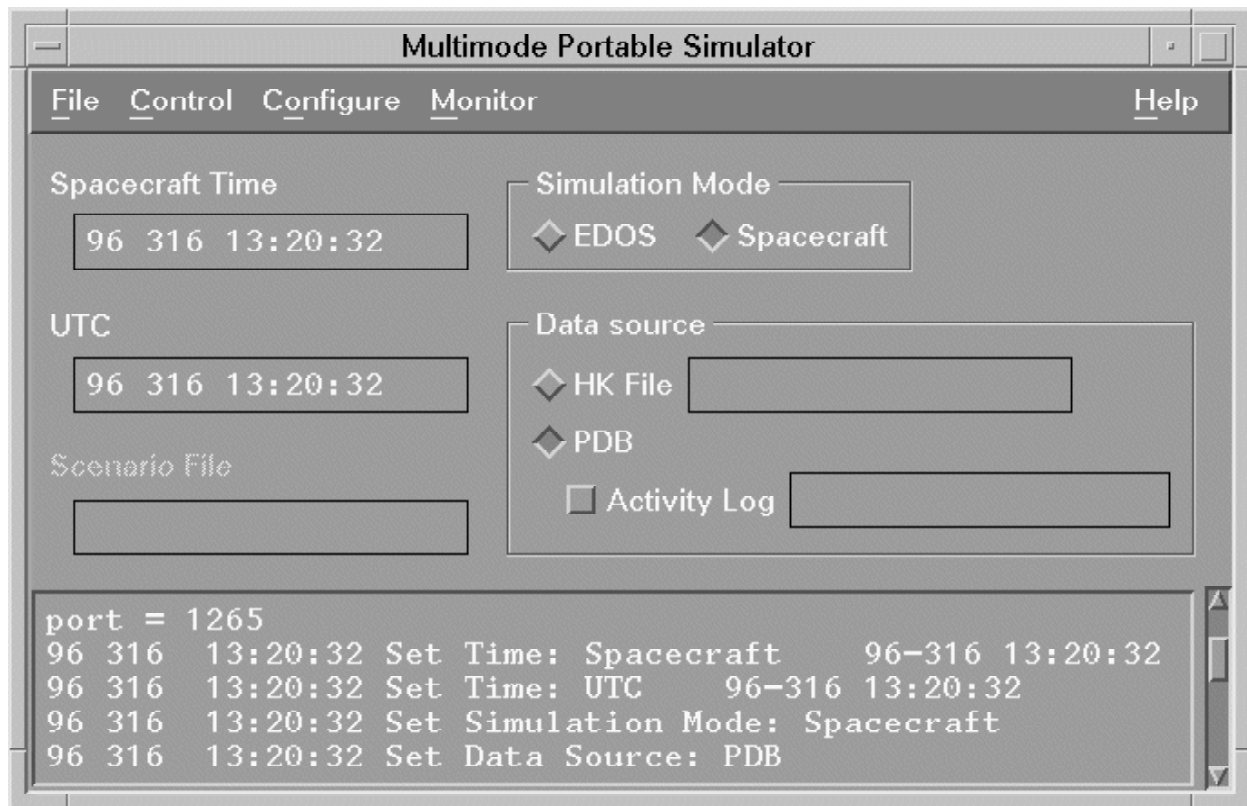 Multimode Portable Simulator
File Control Configure Monitor Help
Spacecraft Time
96 316 13:20:32
Simulation Mode
EDOS Spacecraft
UTC
96 316 13:20:32
Data source
HK File
PDB
Scenario File
Activity Log
port = 1265
96 316 13:20:32 Set Time: Spacecraft 96-316 13:20:32
96 316 13:20:32 Set Time: UTC 96-316 13:20:32
96 316 13:20:32 Set Simulation Mode: Spacecraft
96 316 13:20:32 Set Data Source: PDB